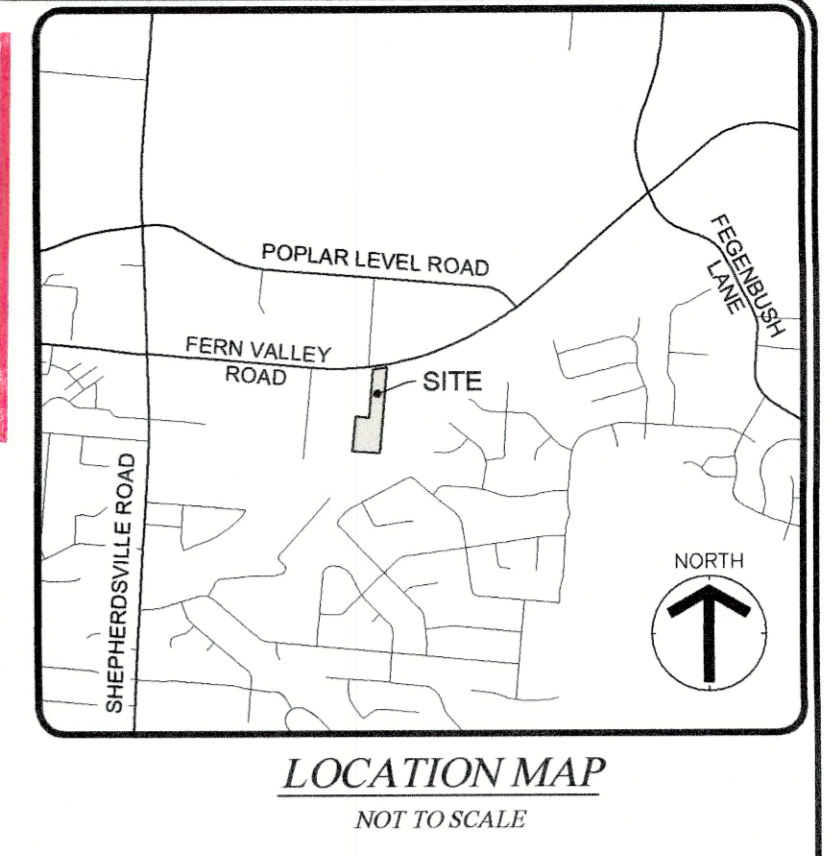 POPLAR LEVEL ROAD
FEGENBUSH
LANE
FERN VALLEY
ROAD
SITE
SHEPHERDSVILLE ROAD
NORTH
LOCATION MAP
NOT TO SCALE